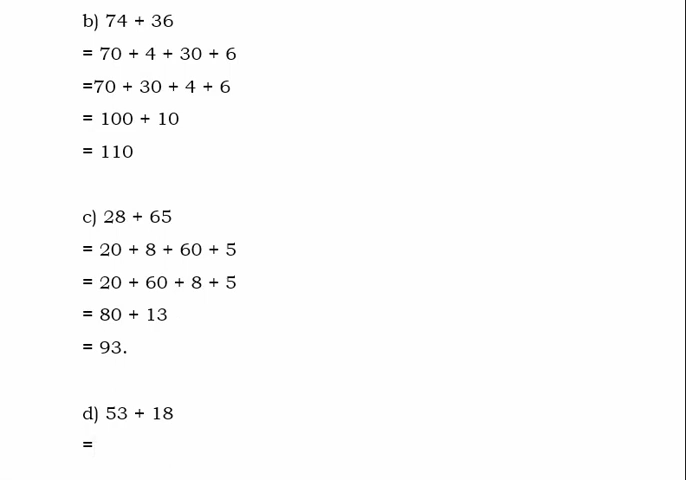 b) 74 + 36
= 70 + 4 + 30 + 6
=70 + 30 + 4 + 6
= 100 + 10
= 110
c) 28 + 65
= 20 + 8 + 60 + 5
= 20 + 60 + 8 + 5
= 80 + 13
= 93.
d) 53 + 18
=